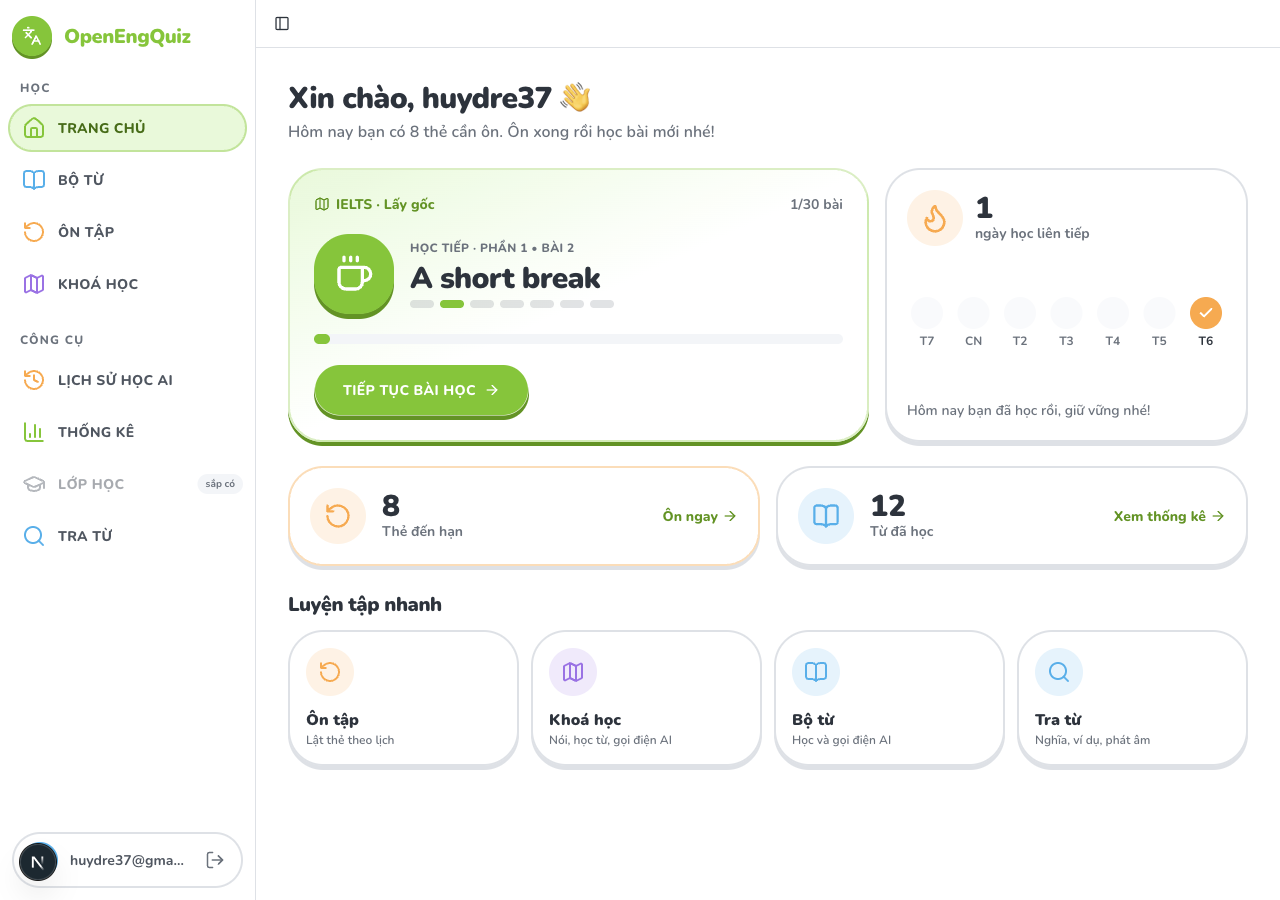 OpenEngQuiz
HỌC
TRANG CHỦ
BỘ TỪ
ÔN TẬP
KHOÁ HỌC
CÔNG CỤ
LỊCH SỬ HỌC AI
THỐNG KÊ
LỚP HỌC
sắp có
TRA TỪ
N
huydre37@gma...
Xin chào, huydre37 👋
Hôm nay bạn có 8 thẻ cần ôn. Ôn xong rồi học bài mới nhé!
IELTS · Lấy gốc
1/30 bài
HỌC TIẾP · PHẦN 1 • BÀI 2
A short break
TIẾP TỤC BÀI HỌC →
1
ngày học liên tiếp
T7 CN T2 T3 T4 T5 T6
Hôm nay bạn đã học rồi, giữ vững nhé!
8
Thẻ đến hạn
Ôn ngay →
12
Từ đã học
Xem thống kê →
Luyện tập nhanh
Ôn tập
Lật thẻ theo lịch
Khoá học
Nói, học từ, gọi điện AI
Bộ từ
Học và gọi điện AI
Tra từ
Nghĩa, ví dụ, phát âm